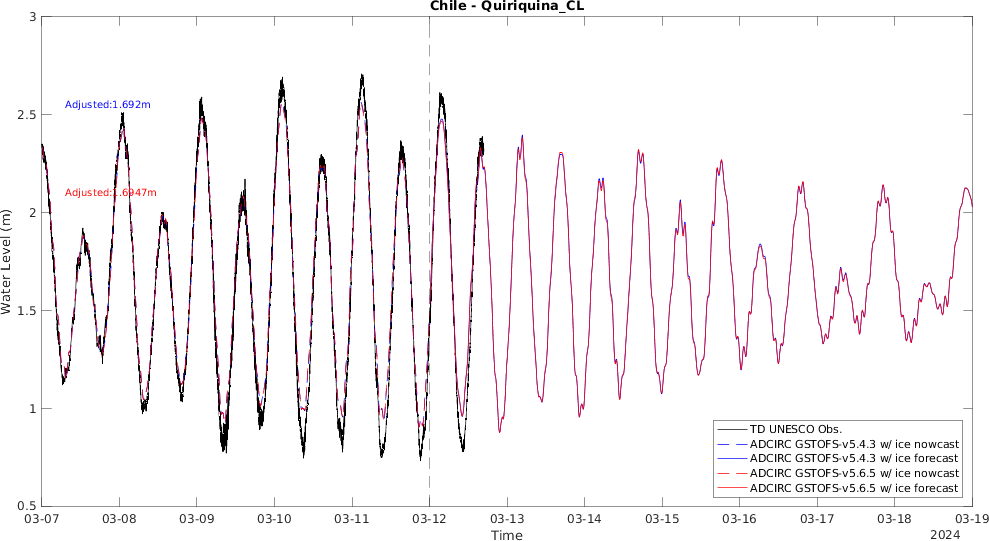 Chile - Quiriquina_CL
3
2.5
2
1.5
1
0.5
Water Level (m)
Adjusted:1.692m
Adjusted:1.6947m
TD UNESCO Obs.
ADCIRC GSTOFS-v5.4.3 w/ ice nowcast
ADCIRC GSTOFS-v5.4.3 w/ ice forecast
ADCIRC GSTOFS-v5.6.5 w/ ice nowcast
ADCIRC GSTOFS-v5.6.5 w/ ice forecast
03-07 03-08 03-09 03-10 03-11 03-12 03-13 03-14 03-15 03-16 03-17 03-18 03-19
Time
2024